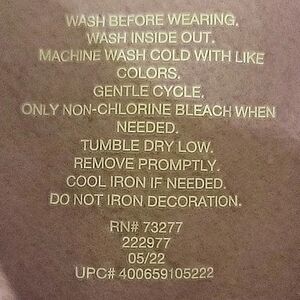 WASH BEFORE WEARING.
WASH INSIDE OUT.
MACHINE WASH COLD WITH LIKE
COLORS.
GENTLE CYCLE.
ONLY NON-CHLORINE BLEACH WHEN
NEEDED.
TUMBLE DRY LOW.
REMOVE PROMPTLY.
COOL IRON IF NEEDED.
DO NOT IRON DECORATION.
RN# 73277
222977
05/22
UPC# 400659105222